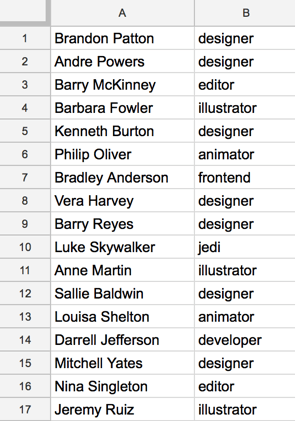 A B
1 Brandon Patton designer
2 Andre Powers designer
3 Barry McKinney editor
4 Barbara Fowler illustrator
5 Kenneth Burton designer
6 Philip Oliver animator
7 Bradley Anderson frontend
8 Vera Harvey designer
9 Barry Reyes designer
10 Luke Skywalker jedi
11 Anne Martin illustrator
12 Sallie Baldwin designer
13 Louisa Shelton animator
14 Darrell Jefferson developer
15 Mitchell Yates designer
16 Nina Singleton editor
17 Jeremy Ruiz illustrator